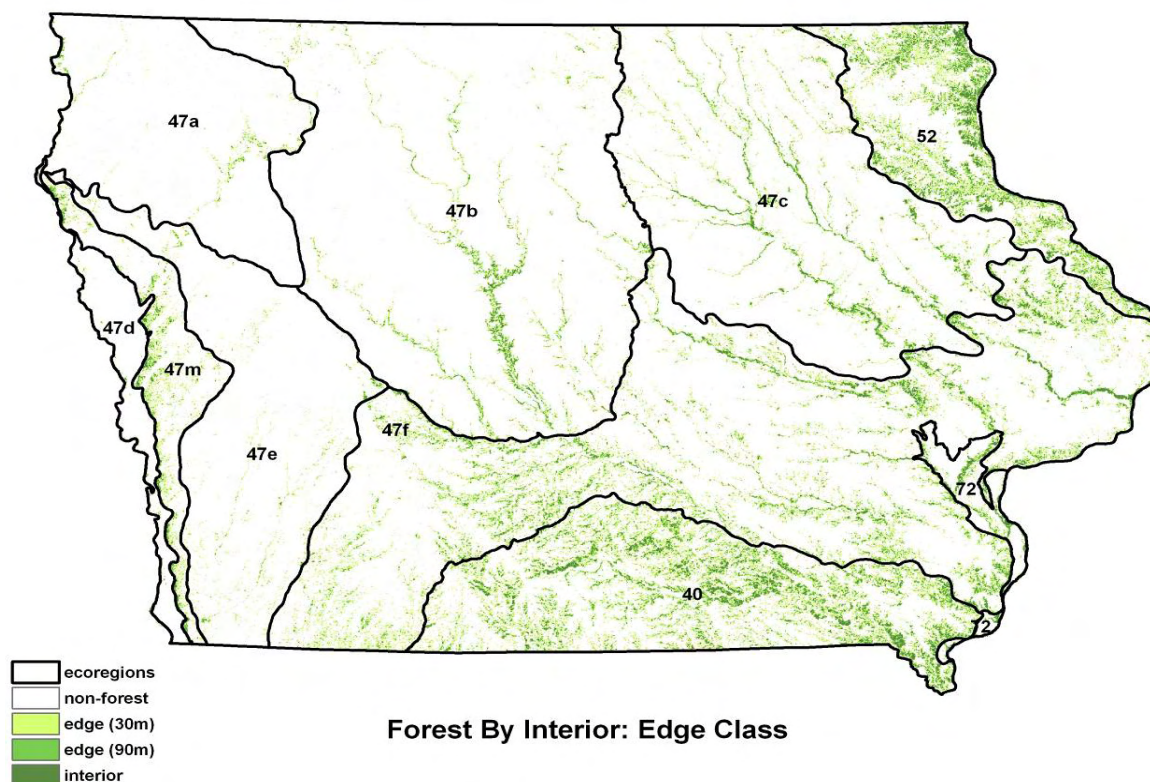 47a
52
47b
47c
47d
47m
47f
47e
72
40
2
ecoregions
non-forest
edge (30m)
edge (90m)
interior
Forest By Interior: Edge Class